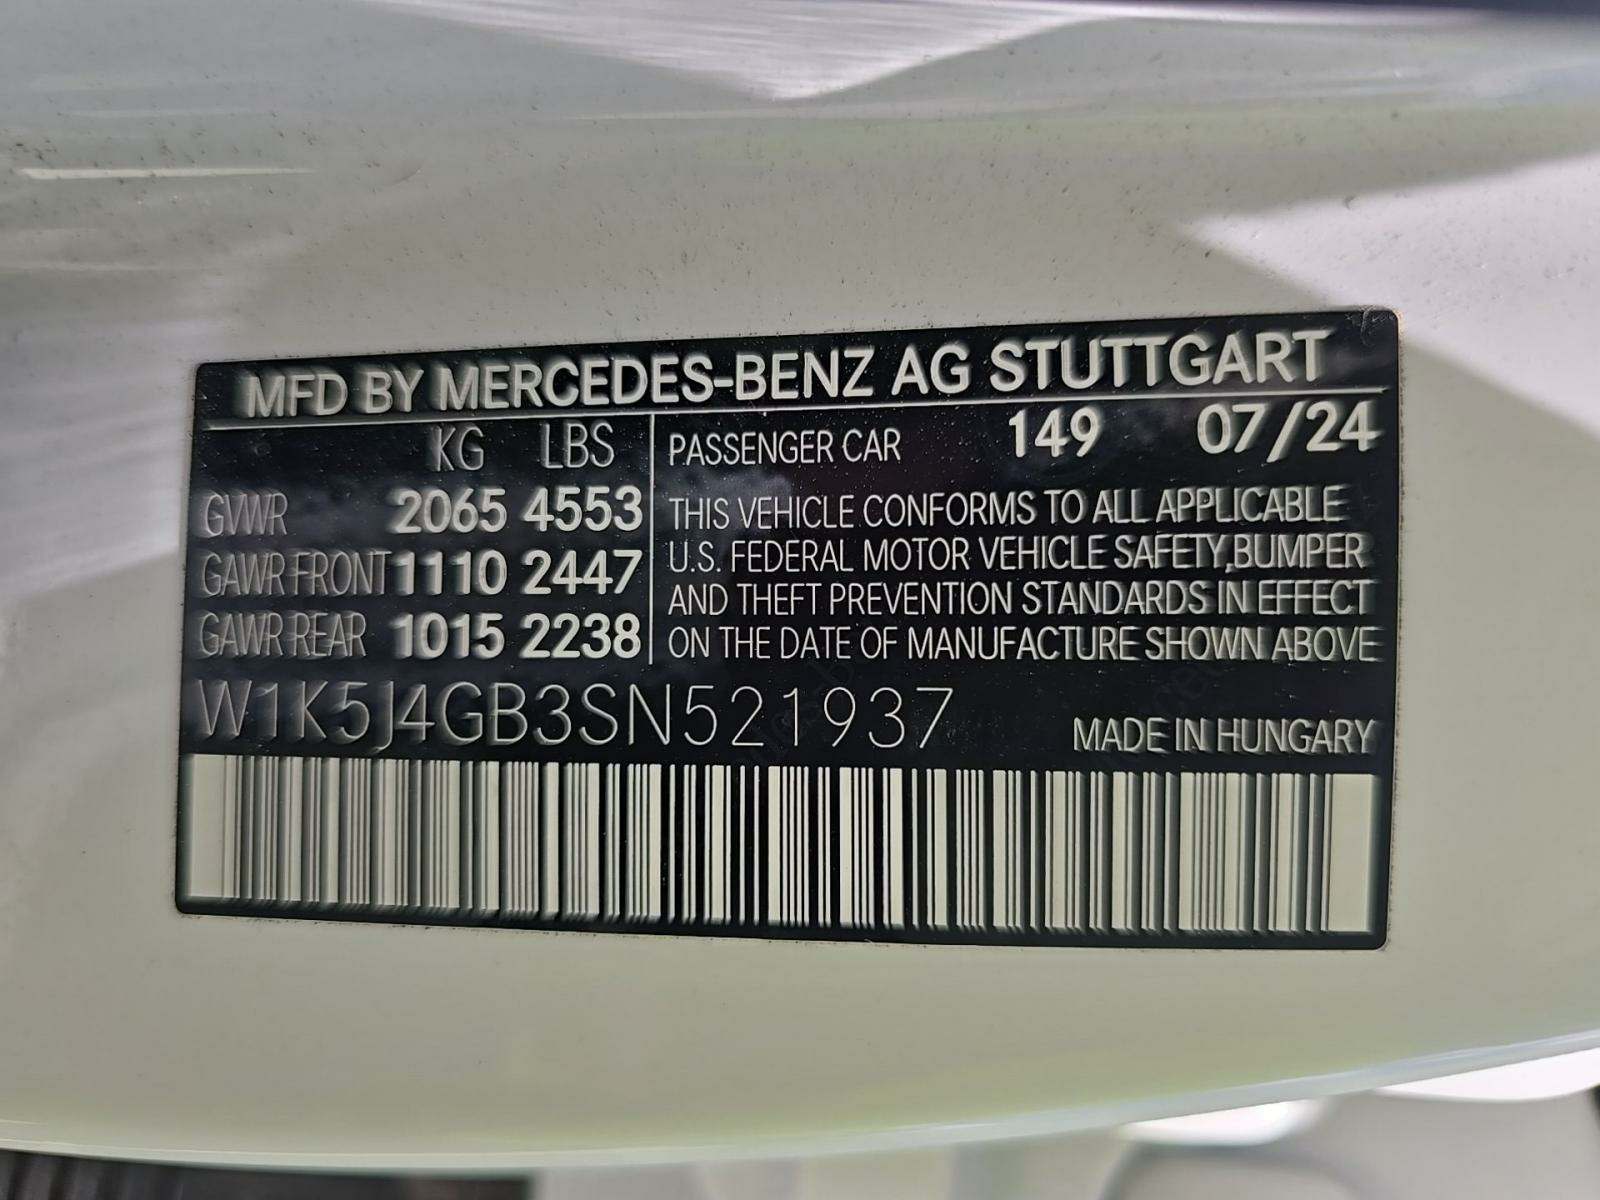 MFD BY MERCEDES-BENZ AG STUTTGART
KG LBS
GVWR 2065 4553
GAWR FRONT 1110 2447
GAWR REAR 1015 2238
PASSENGER CAR 149 07/24
THIS VEHICLE CONFORMS TO ALL APPLICABLE
U.S. FEDERAL MOTOR VEHICLE SAFETY,BUMPER
AND THEFT PREVENTION STANDARDS IN EFFECT
ON THE DATE OF MANUFACTURE SHOWN ABOVE
W1K5J4GB3SN521937
MADE IN HUNGARY